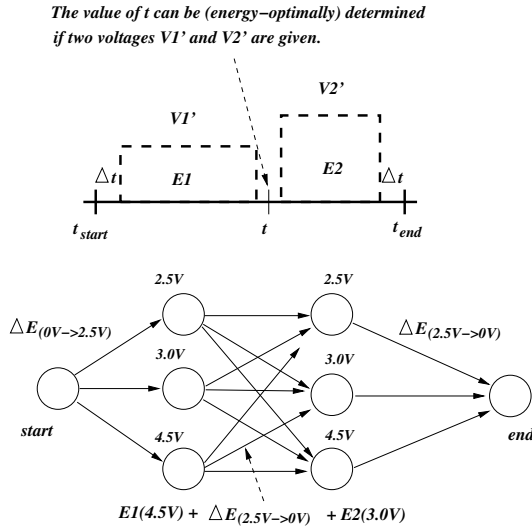 The value of t can be (energy-optimally) determined
if two voltages V1' and V2' are given.
V1' V2'
Δt E1 E2 Δt
t_start t t_end
2.5V 2.5V
ΔE(0V->2.5V) ΔE(2.5V->0V)
3.0V 3.0V
start end
4.5V 4.5V
E1(4.5V) + ΔE(2.5V->0V) + E2(3.0V)